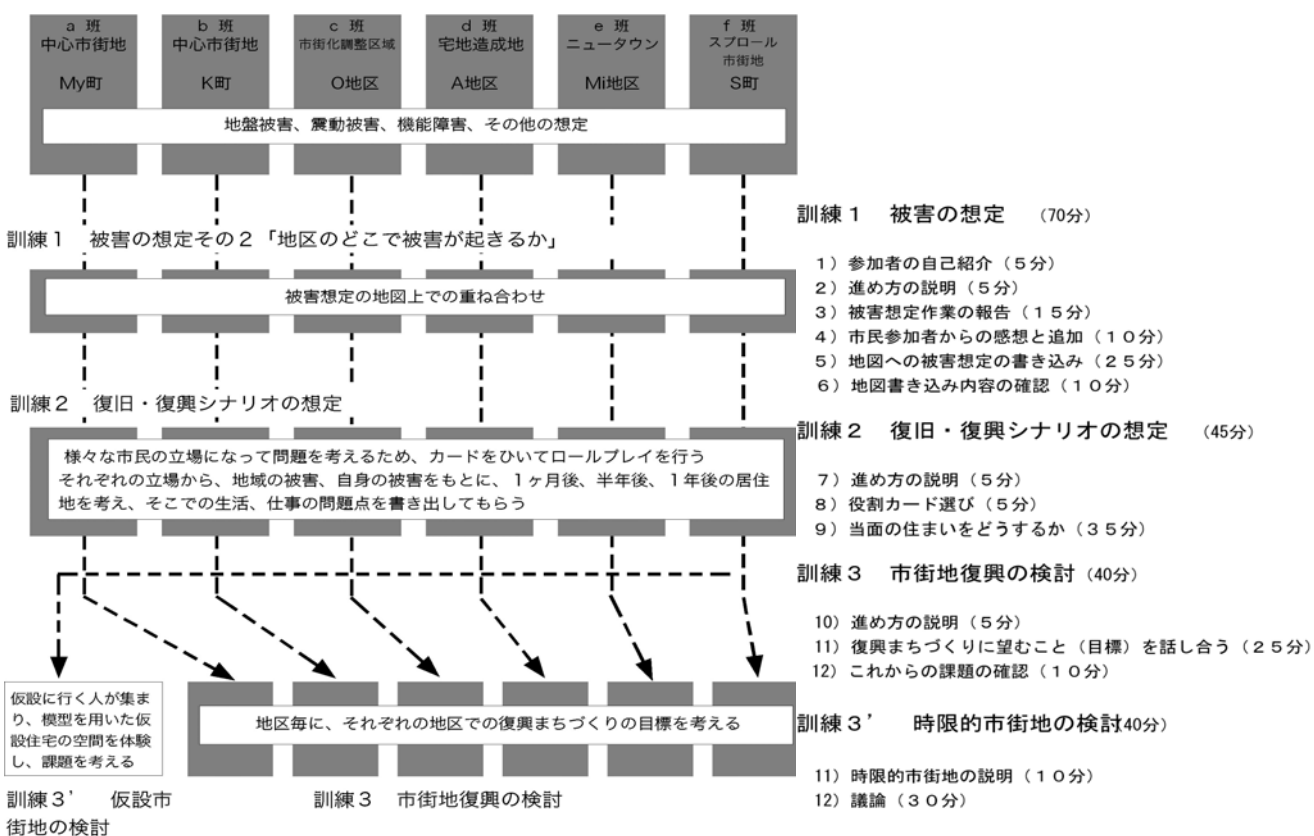 a 班
中心市街地
My町
b 班
中心市街地
K町
c 班
市街化調整区域
O地区
d 班
宅地造成地
A地区
e 班
ニュータウン
Mi地区
f 班
スプロール
市街地
S町
地盤被害、震動被害、機能障害、その他の想定
訓練1 被害の想定その2「地区のどこで被害が起きるか」
被害想定の地図上での重ね合わせ
訓練2 復旧・復興シナリオの想定
様々な市民の立場になって問題を考えるため、カードをひいてロールプレイを行う
それぞれの立場から、地域の被害、自身の被害をもとに、1ヶ月後、半年後、1年後の居住
地を考え、そこでの生活、仕事の問題点を書き出してもらう
仮設に行く人が集ま
り、模型を用いた仮
設住宅の空間を体験
し、課題を考える
地区毎に、それぞれの地区での復興まちづくりの目標を考える
訓練3' 仮設市
街地の検討
訓練3 市街地復興の検討
訓練1 被害の想定 (70分)
1)参加者の自己紹介(5分)
2)進め方の説明(5分)
3)被害想定作業の報告(15分)
4)市民参加者からの感想と追加(10分)
5)地図への被害想定の書き込み(25分)
6)地図書き込み内容の確認(10分)
訓練2 復旧・復興シナリオの想定 (45分)
7)進め方の説明(5分)
8)役割カード選び(5分)
9)当面の住まいをどうするか(35分)
訓練3 市街地復興の検討(40分)
10)進め方の説明(5分)
11)復興まちづくりに望むこと(目標)を話し合う(25分)
12)これからの課題の確認(10分)
訓練3' 時限的市街地の検討(40分)
11)時限的市街地の説明(10分)
12)議論(30分)